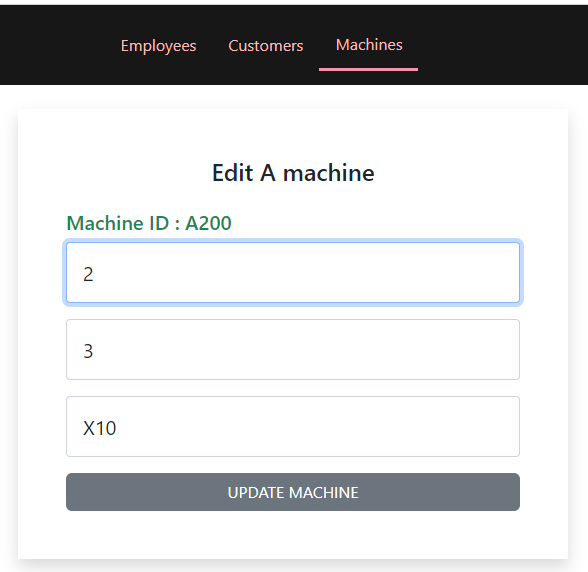 Employees Customers Machines
Edit A machine
Machine ID : A200
2
3
X10
UPDATE MACHINE